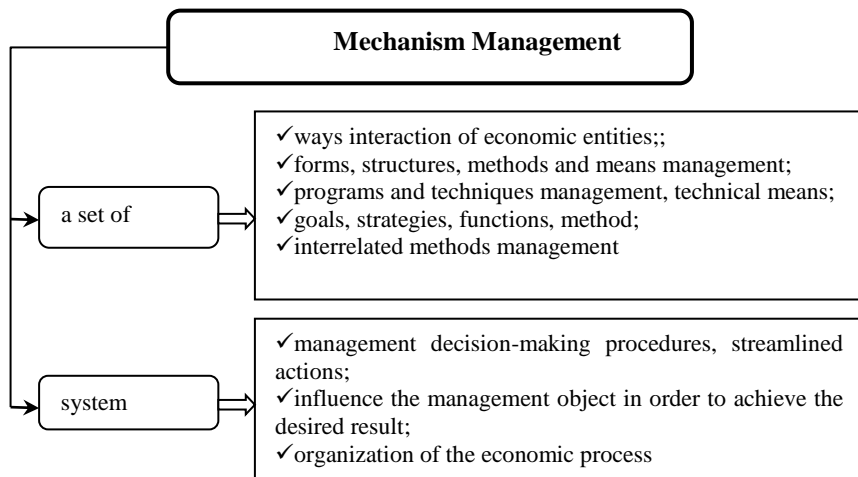 Mechanism Management
✓ways interaction of economic entities;;
✓forms, structures, methods and means management;
✓programs and techniques management, technical means;
✓goals, strategies, functions, method;
✓interrelated methods management
a set of
✓management decision-making procedures, streamlined
actions;
✓influence the management object in order to achieve the
desired result;
✓organization of the economic process
system